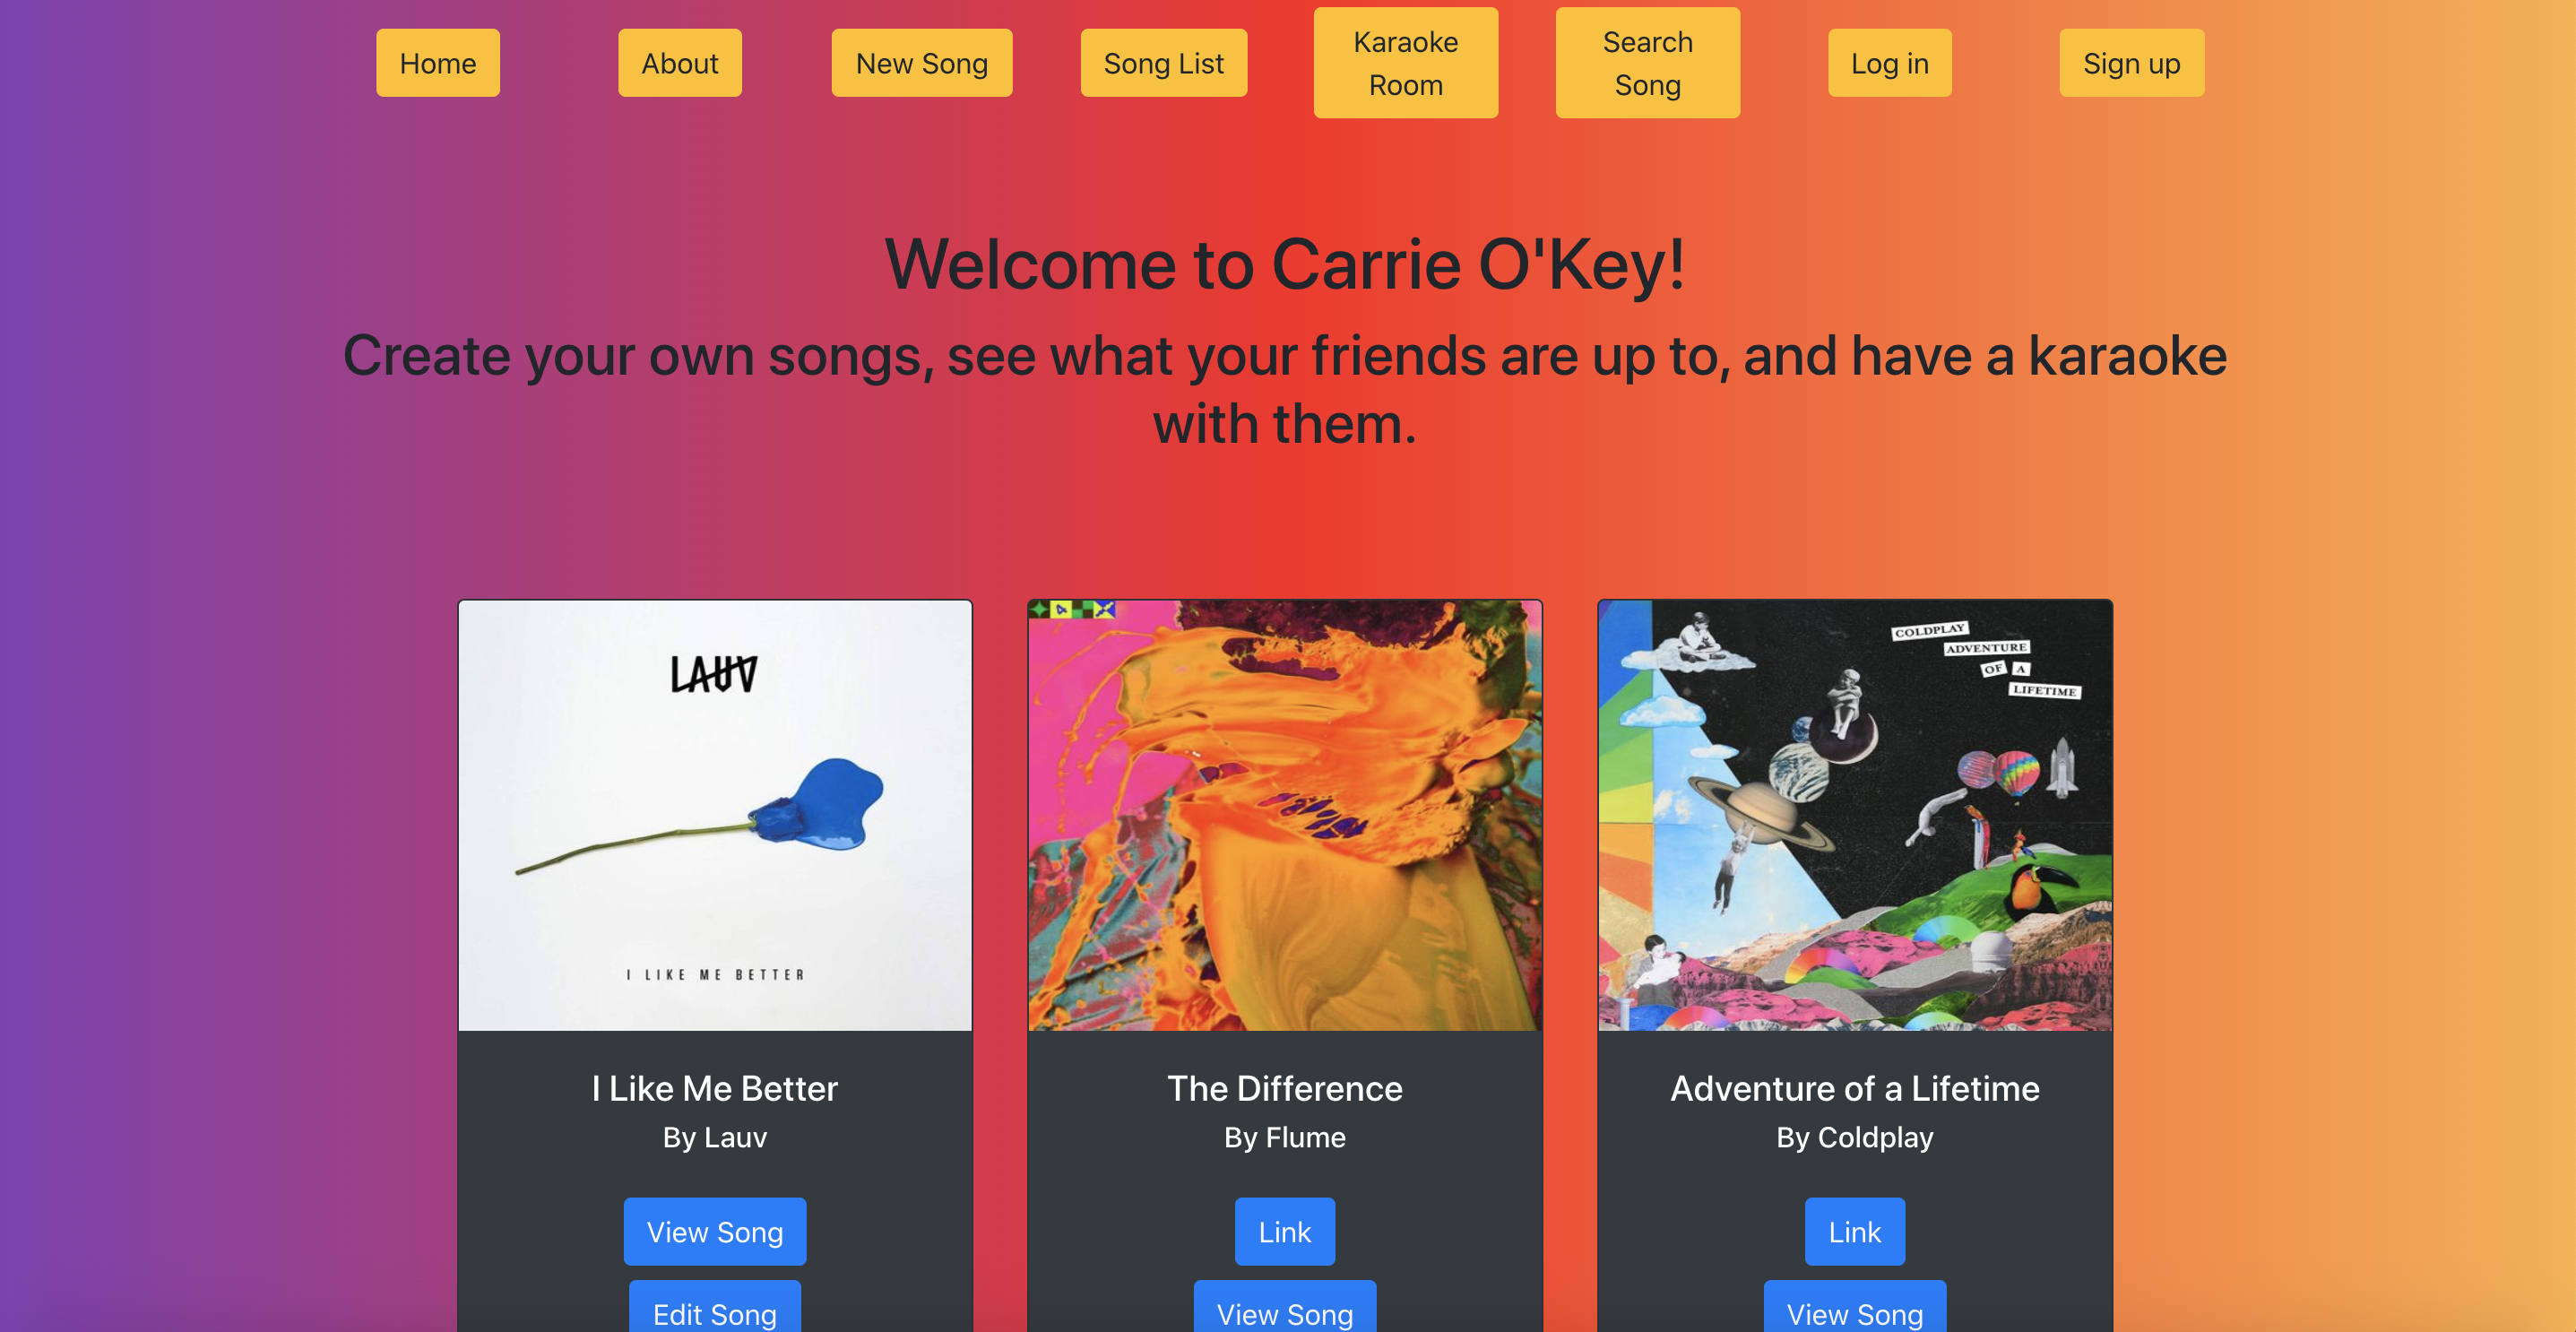 Home
About
New Song
Song List
Karaoke
Room
Search
Song
Log in
Sign up
Welcome to Carrie O'Key!
Create your own songs, see what your friends are up to, and have a karaoke
with them.
LAUV
I LIKE ME BETTER
COLDPLAY
ADVENTURE
OF A
LIFETIME
I Like Me Better
By Lauv
View Song
Edit Song
The Difference
By Flume
Link
View Song
Adventure of a Lifetime
By Coldplay
Link
View Song